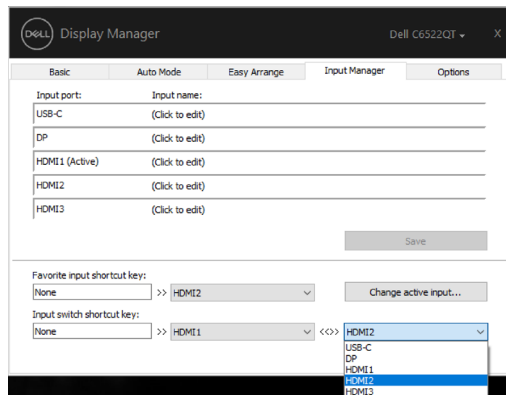 DELL Display Manager Dell C6522QT X
Basic Auto Mode Easy Arrange Input Manager Options
Input port: Input name:
USB-C (Click to edit)
DP (Click to edit)
HDMI1 (Active) (Click to edit)
HDMI2 (Click to edit)
HDMI3 (Click to edit)
Save
Favorite input shortcut key:
None >> HDMI2 Change active input...
Input switch shortcut key:
None >> HDMI1 <<>> HDMI2
USB-C
DP
HDMI1
HDMI2
HDMI3